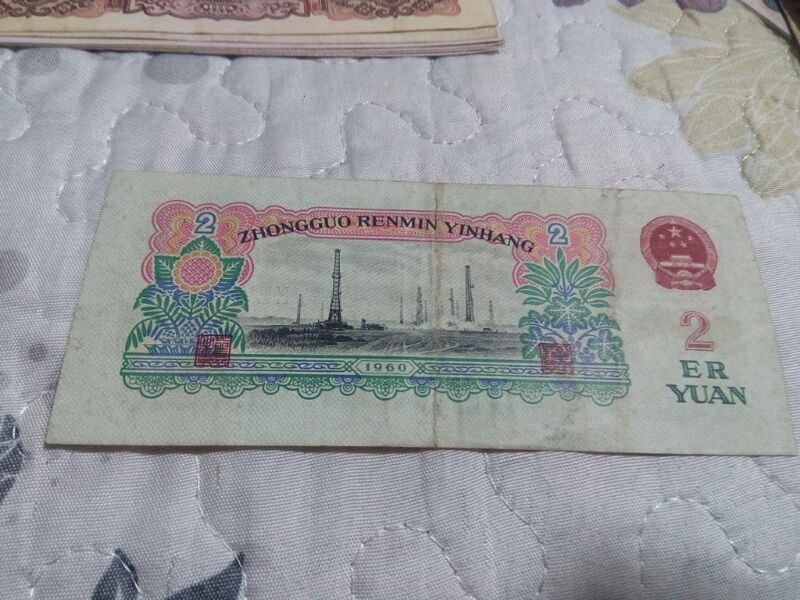 2
ZHONGGUO RENMIN YINHANG
2
1960
2
ER
YUAN